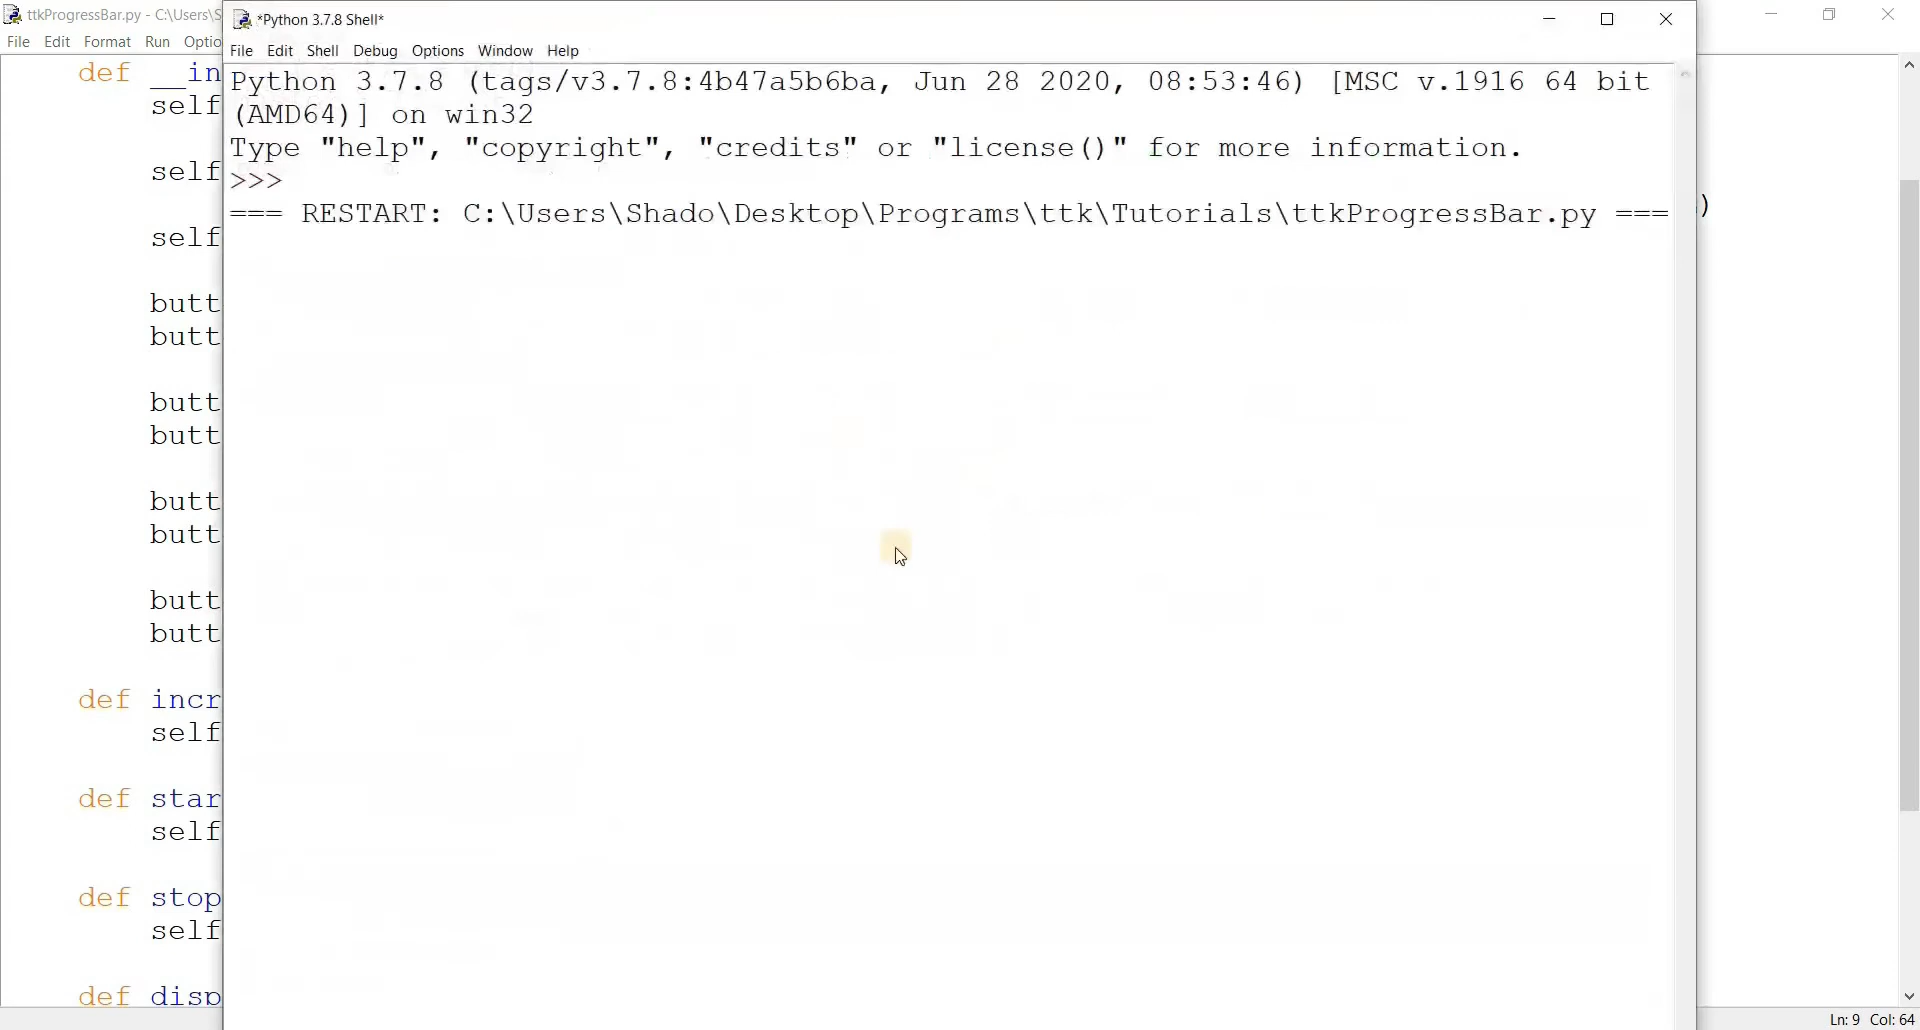 ttkProgressBar.py - C:\Users\S
File Edit Format Run Optio
*Python 3.7.8 Shell*
File Edit Shell Debug Options Window Help
Python 3.7.8 (tags/v3.7.8:4b47a5b6ba, Jun 28 2020, 08:53:46) [MSC v.1916 64 bit
(AMD64)] on win32
Type "help", "copyright", "credits" or "license()" for more information.
>>>
=== RESTART: C:\Users\Shado\Desktop\Programs\ttk\Tutorials\ttkProgressBar.py ===
def __in
self
self
)
self
butt
butt
butt
butt
butt
butt
butt
butt
def incr
self
def star
self
def stop
self
def disp
Ln: 9 Col: 64